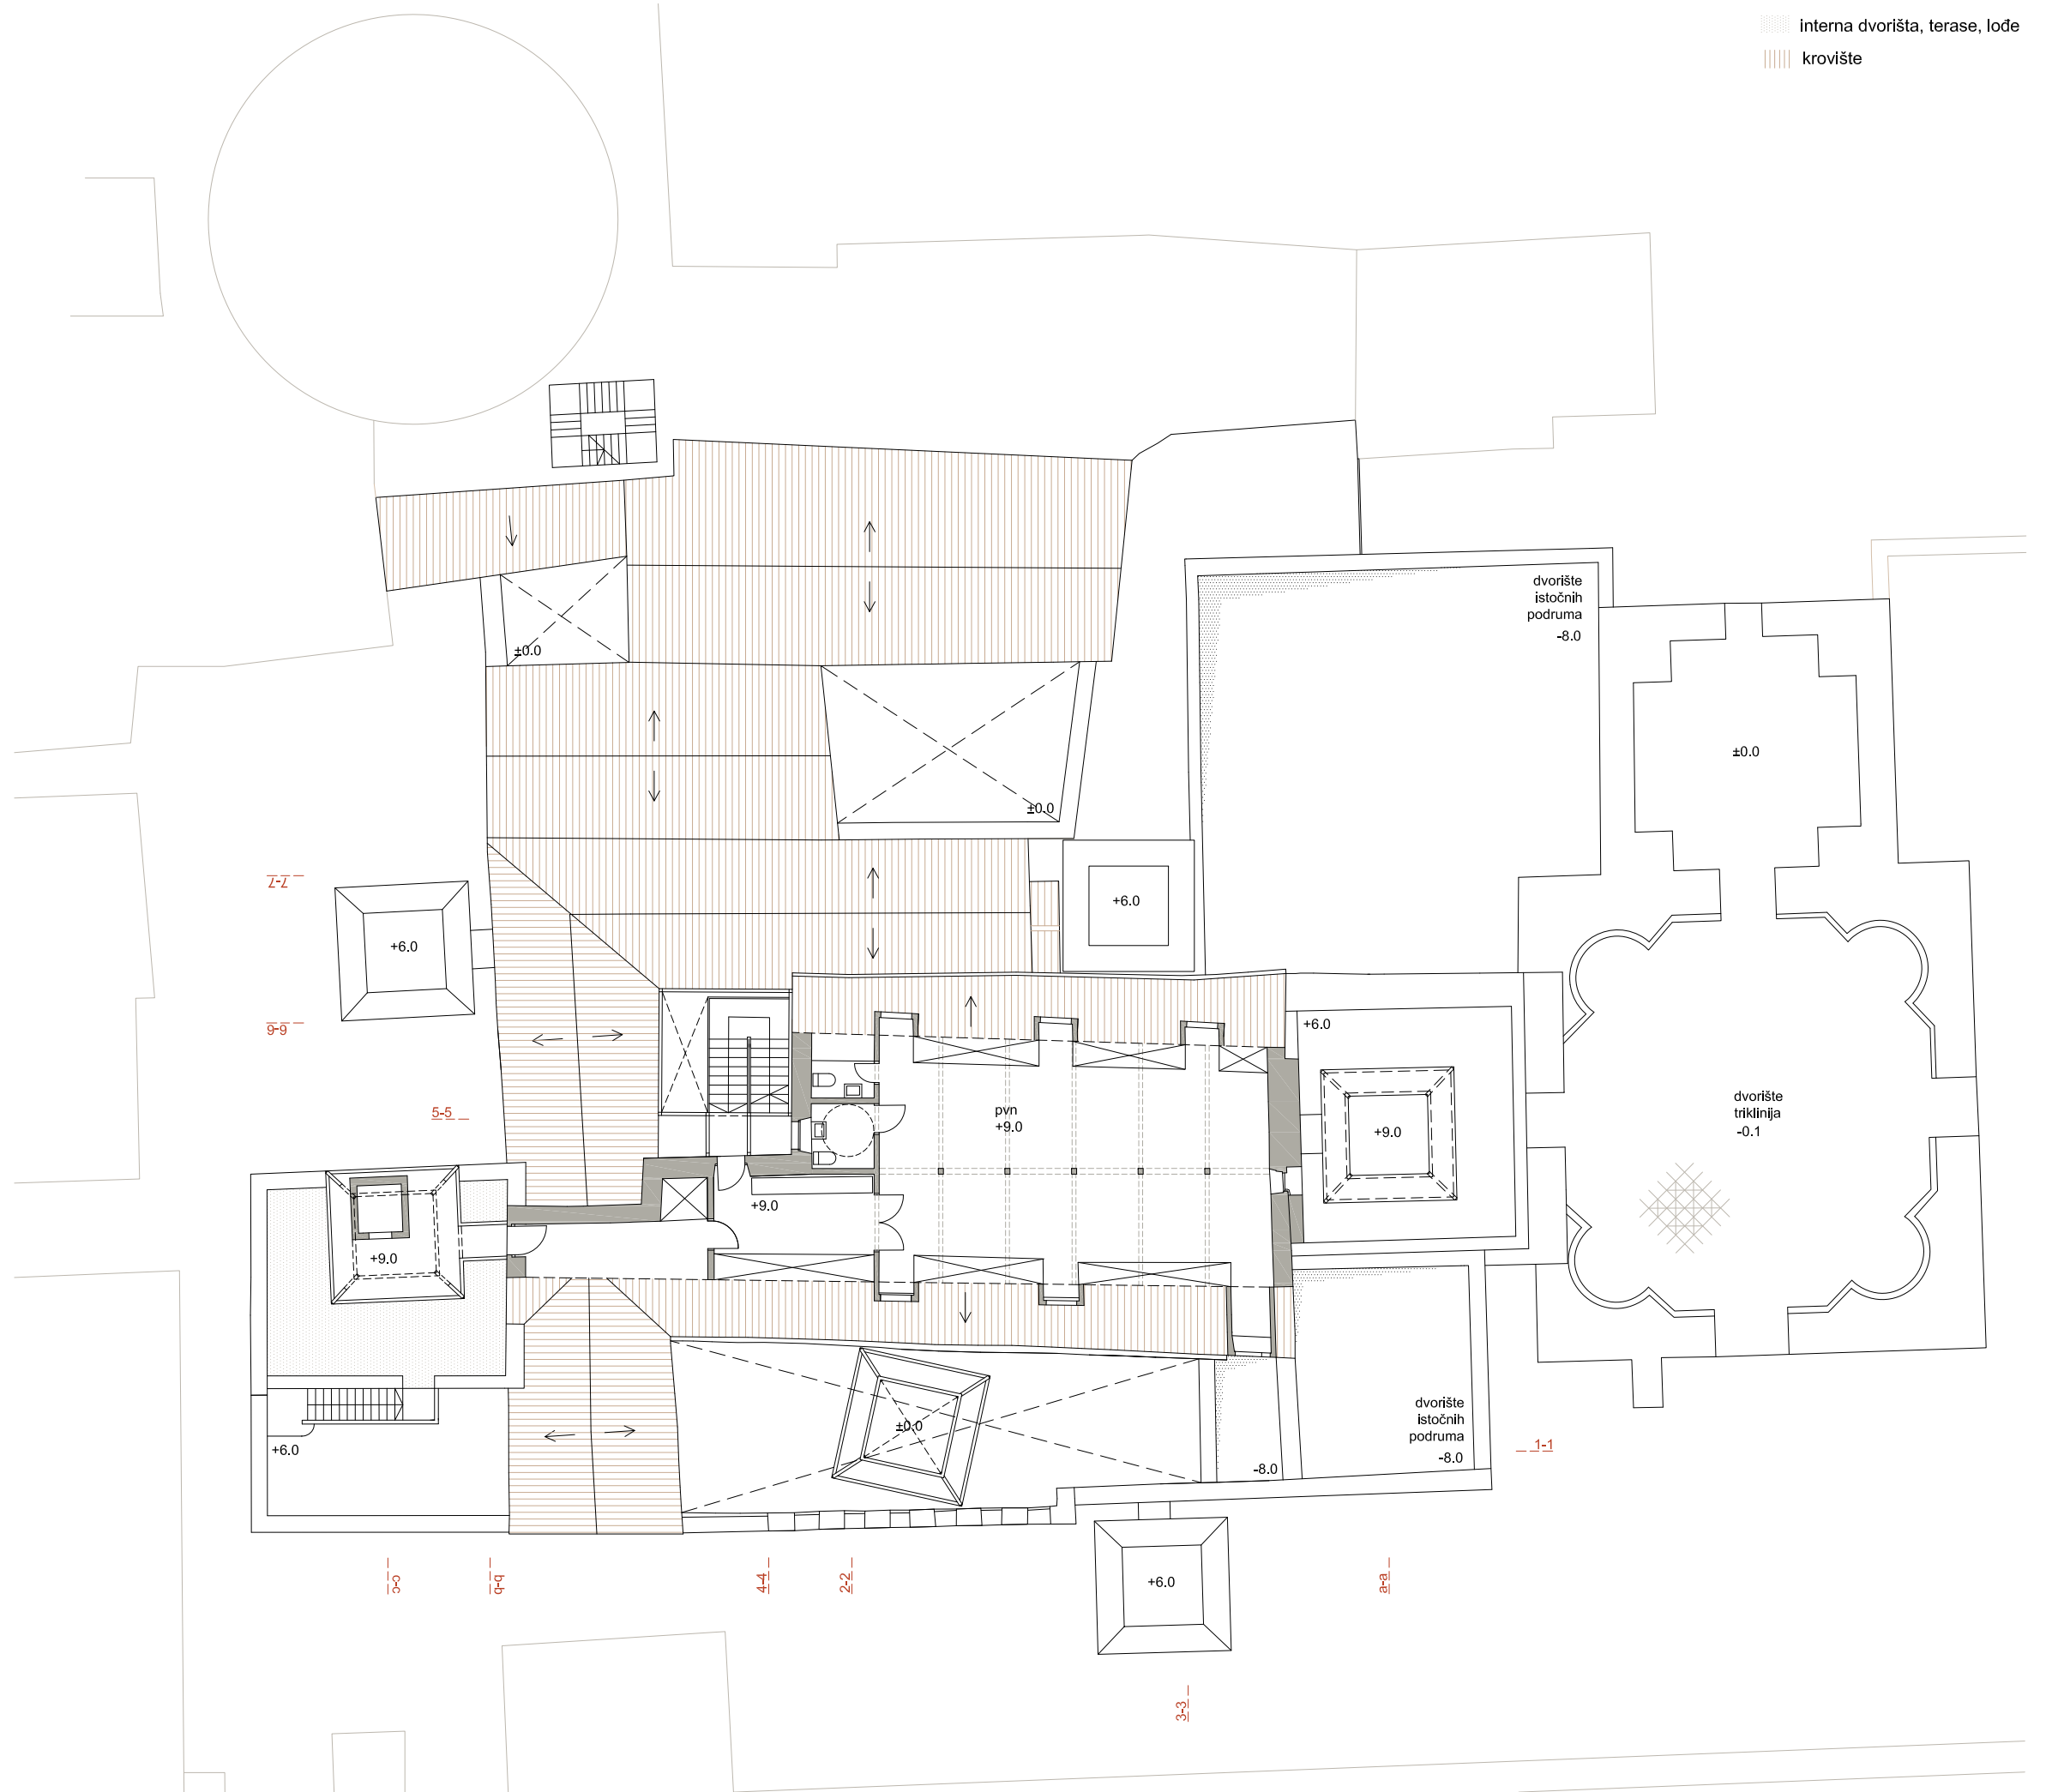 interna dvorišta, terase, lođe
krovište
dvorište
istočnih
podruma
-8.0
±0.0
±0.0
±0.0
7-7
+6.0
+6.0
6-6
+6.0
5-5
pvn
+9.0
+9.0
dvorište
triklinija
-0.1
+9.0
+9.0
dvorište
istočnih
podruma
-8.0
±0.0
+6.0
-8.0
1-1
c-c
b-b
4-4
2-2
a-a
+6.0
3-3